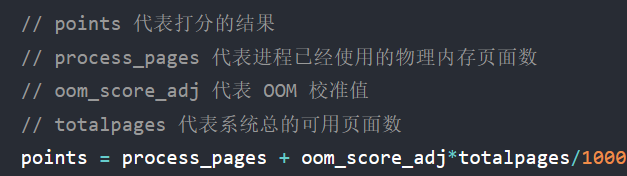 // points 代表打分的结果
// process_pages 代表进程已经使用的物理内存页面数
// oom_score_adj 代表 OOM 校准值
// totalpages 代表系统总的可用页面数
points = process_pages + oom_score_adj*totalpages/1000